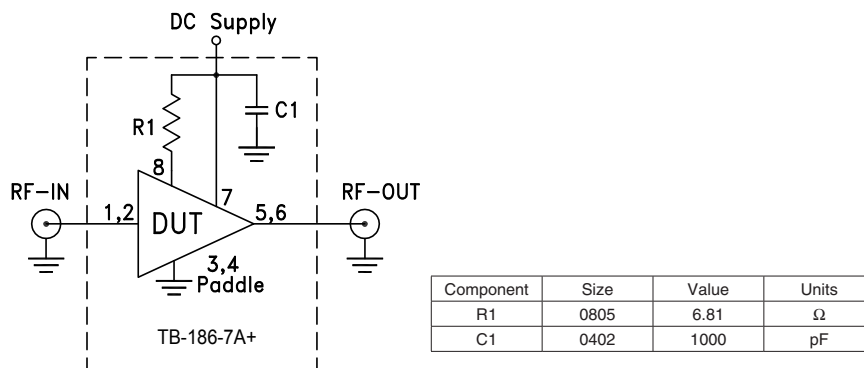 DC Supply
R1
C1
8
7
RF-IN
RF-OUT
1,2
DUT
5,6
3,4
Paddle
TB-186-7A+
Component Size Value Units
R1 0805 6.81 Ω
C1 0402 1000 pF